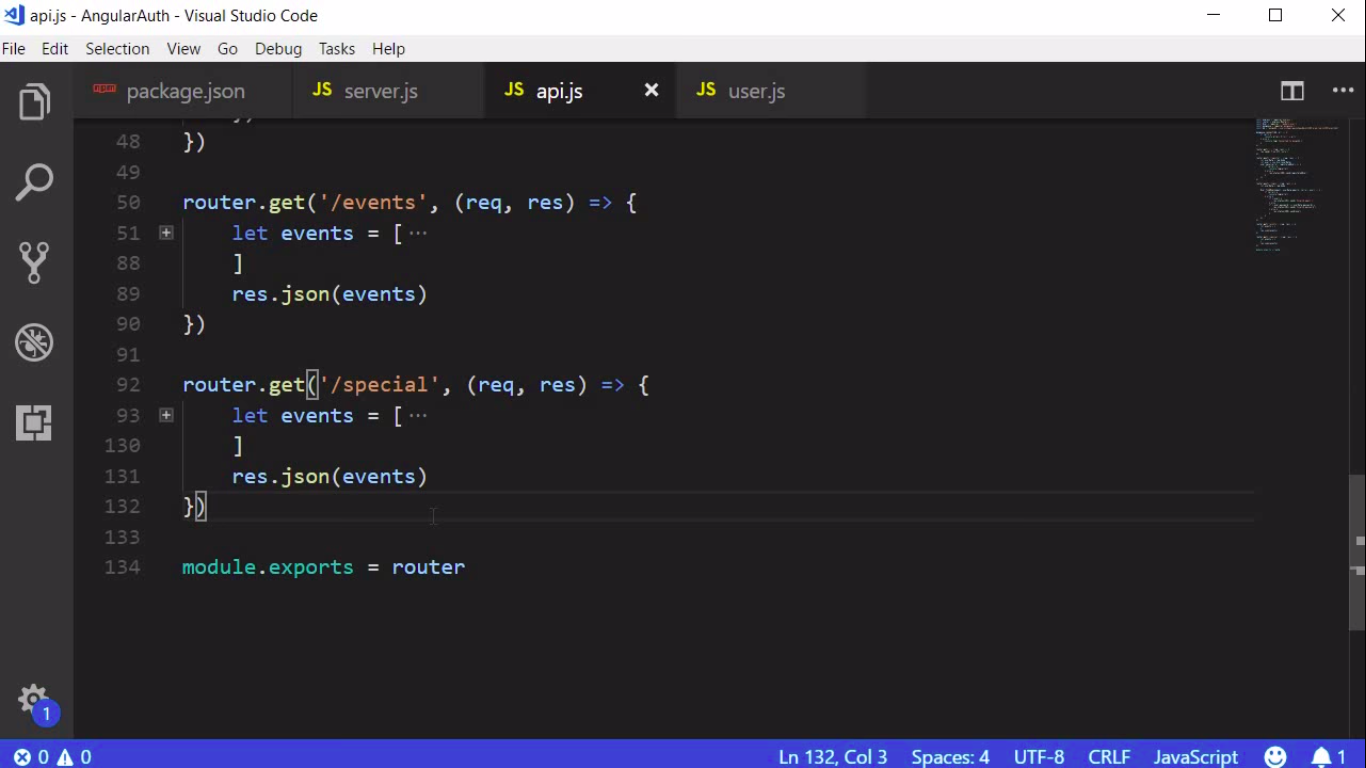 api.js - AngularAuth - Visual Studio Code
File Edit Selection View Go Debug Tasks Help
npm package.json JS server.js JS api.js JS user.js
48 })
49
50 router.get('/events', (req, res) => {
51 let events = [ ···
88 ]
89 res.json(events)
90 })
91
92 router.get('/special', (req, res) => {
93 let events = [ ···
130 ]
131 res.json(events)
132 })
133
134 module.exports = router
1
0 0 Ln 132, Col 3 Spaces: 4 UTF-8 CRLF JavaScript 1